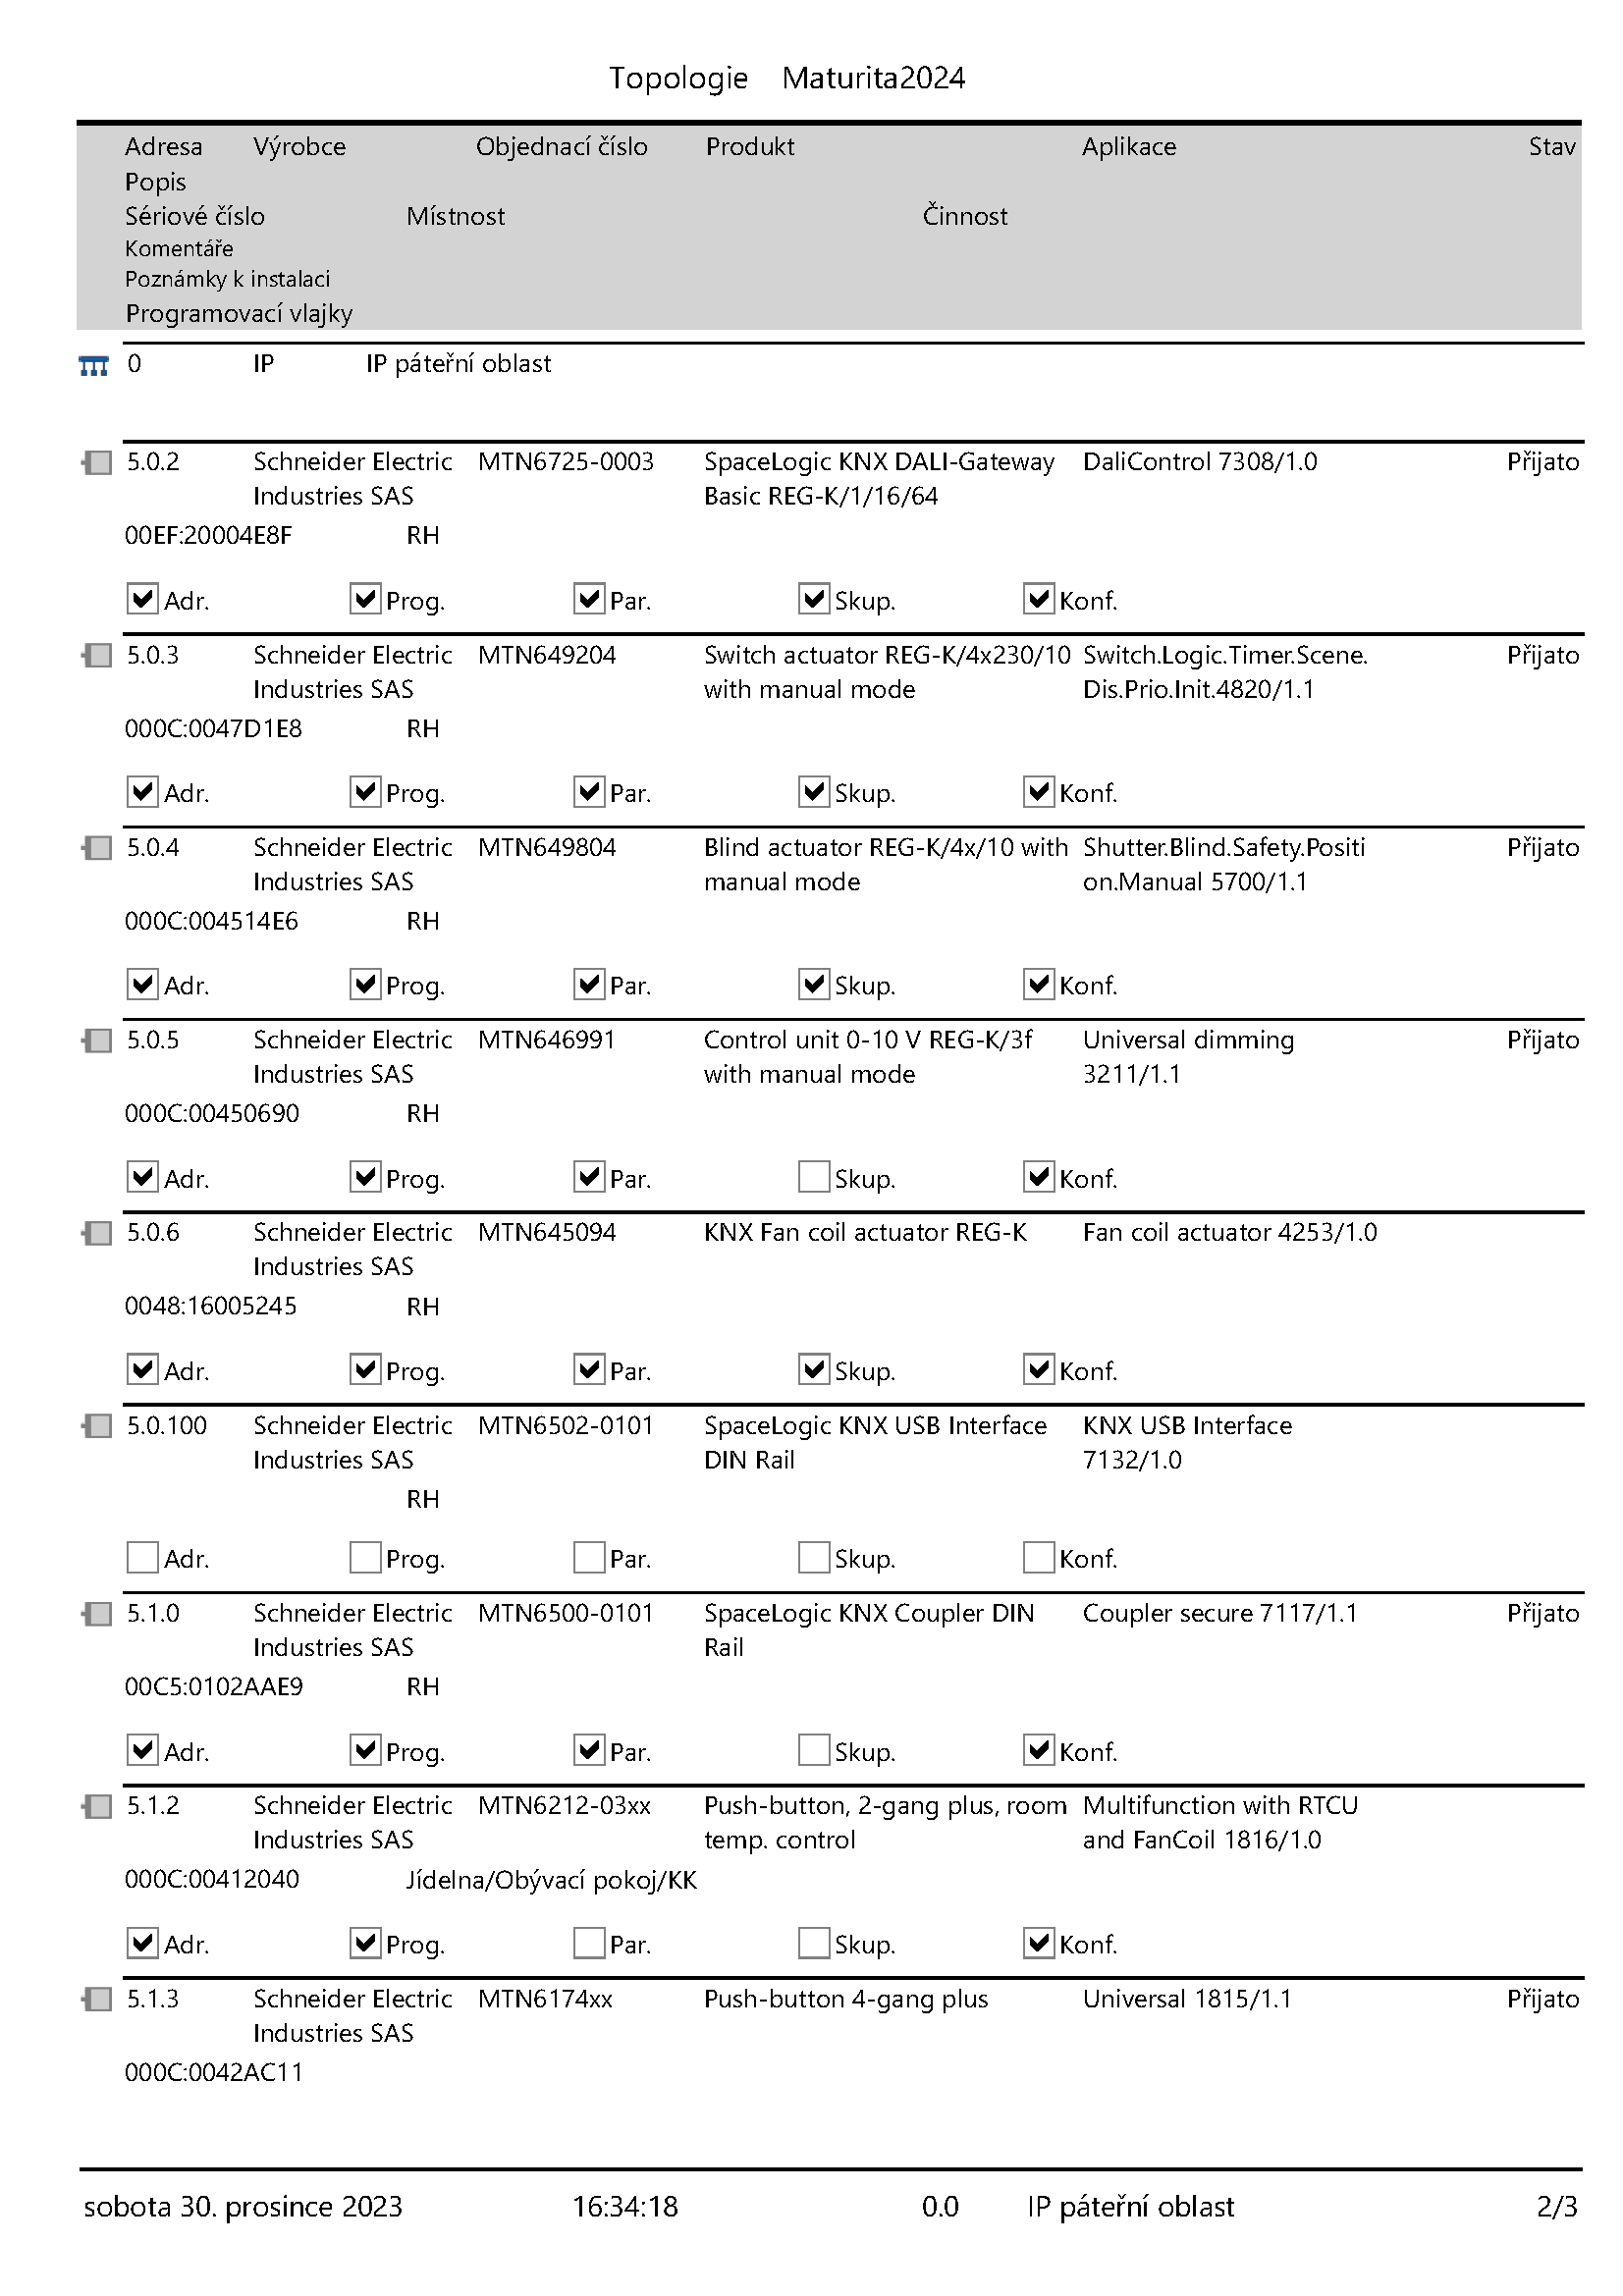 Topologie Maturita2024
Adresa Výrobce Objednací číslo Produkt Aplikace Stav
Popis
Sériové číslo Místnost Činnost
Komentáře
Poznámky k instalaci
Programovací vlajky
0 IP IP páteřní oblast
5.0.2 Schneider Electric MTN6725-0003 SpaceLogic KNX DALI-Gateway DaliControl 7308/1.0 Přijato
Industries SAS Basic REG-K/1/16/64
00EF:20004E8F RH
Adr. Prog. Par. Skup. Konf.
5.0.3 Schneider Electric MTN649204 Switch actuator REG-K/4x230/10 Switch.Logic.Timer.Scene. Přijato
Industries SAS with manual mode Dis.Prio.Init.4820/1.1
000C:0047D1E8 RH
Adr. Prog. Par. Skup. Konf.
5.0.4 Schneider Electric MTN649804 Blind actuator REG-K/4x/10 with Shutter.Blind.Safety.Positi Přijato
Industries SAS manual mode on.Manual 5700/1.1
000C:004514E6 RH
Adr. Prog. Par. Skup. Konf.
5.0.5 Schneider Electric MTN646991 Control unit 0-10 V REG-K/3f Universal dimming Přijato
Industries SAS with manual mode 3211/1.1
000C:00450690 RH
Adr. Prog. Par. Skup. Konf.
5.0.6 Schneider Electric MTN645094 KNX Fan coil actuator REG-K Fan coil actuator 4253/1.0
Industries SAS
0048:16005245 RH
Adr. Prog. Par. Skup. Konf.
5.0.100 Schneider Electric MTN6502-0101 SpaceLogic KNX USB Interface KNX USB Interface
Industries SAS DIN Rail 7132/1.0
RH
Adr. Prog. Par. Skup. Konf.
5.1.0 Schneider Electric MTN6500-0101 SpaceLogic KNX Coupler DIN Coupler secure 7117/1.1 Přijato
Industries SAS Rail
00C5:0102AAE9 RH
Adr. Prog. Par. Skup. Konf.
5.1.2 Schneider Electric MTN6212-03xx Push-button, 2-gang plus, room Multifunction with RTCU
Industries SAS temp. control and FanCoil 1816/1.0
000C:00412040 Jídelna/Obývací pokoj/KK
Adr. Prog. Par. Skup. Konf.
5.1.3 Schneider Electric MTN6174xx Push-button 4-gang plus Universal 1815/1.1 Přijato
Industries SAS
000C:0042AC11
sobota 30. prosince 2023 16:34:18 0.0 IP páteřní oblast 2/3